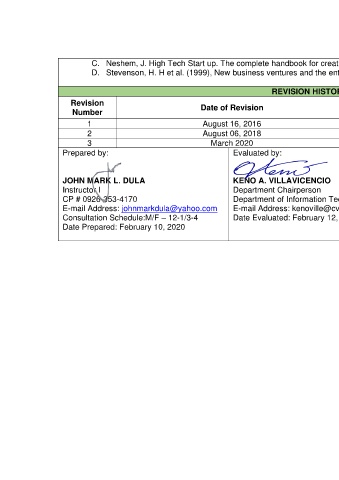 C. Neshem, J. High Tech Start up. The complete handbook for creat
D. Stevenson, H. H et al. (1999), New business ventures and the ent
REVISION HISTOR
Revision Number
Date of Revision
1 August 16, 2016
2 August 06, 2018
3 March 2020
Prepared by:
JOHN MARK L. DULA
Instructor I
CP # 0926-353-4170
E-mail Address: johnmarkdula@yahoo.com
Consultation Schedule:M/F – 12-1/3-4
Date Prepared: February 10, 2020
Evaluated by:
KENO A. VILLAVICENCIO
Department Chairperson
Department of Information Tec
E-mail Address: kenoville@cv
Date Evaluated: February 12,